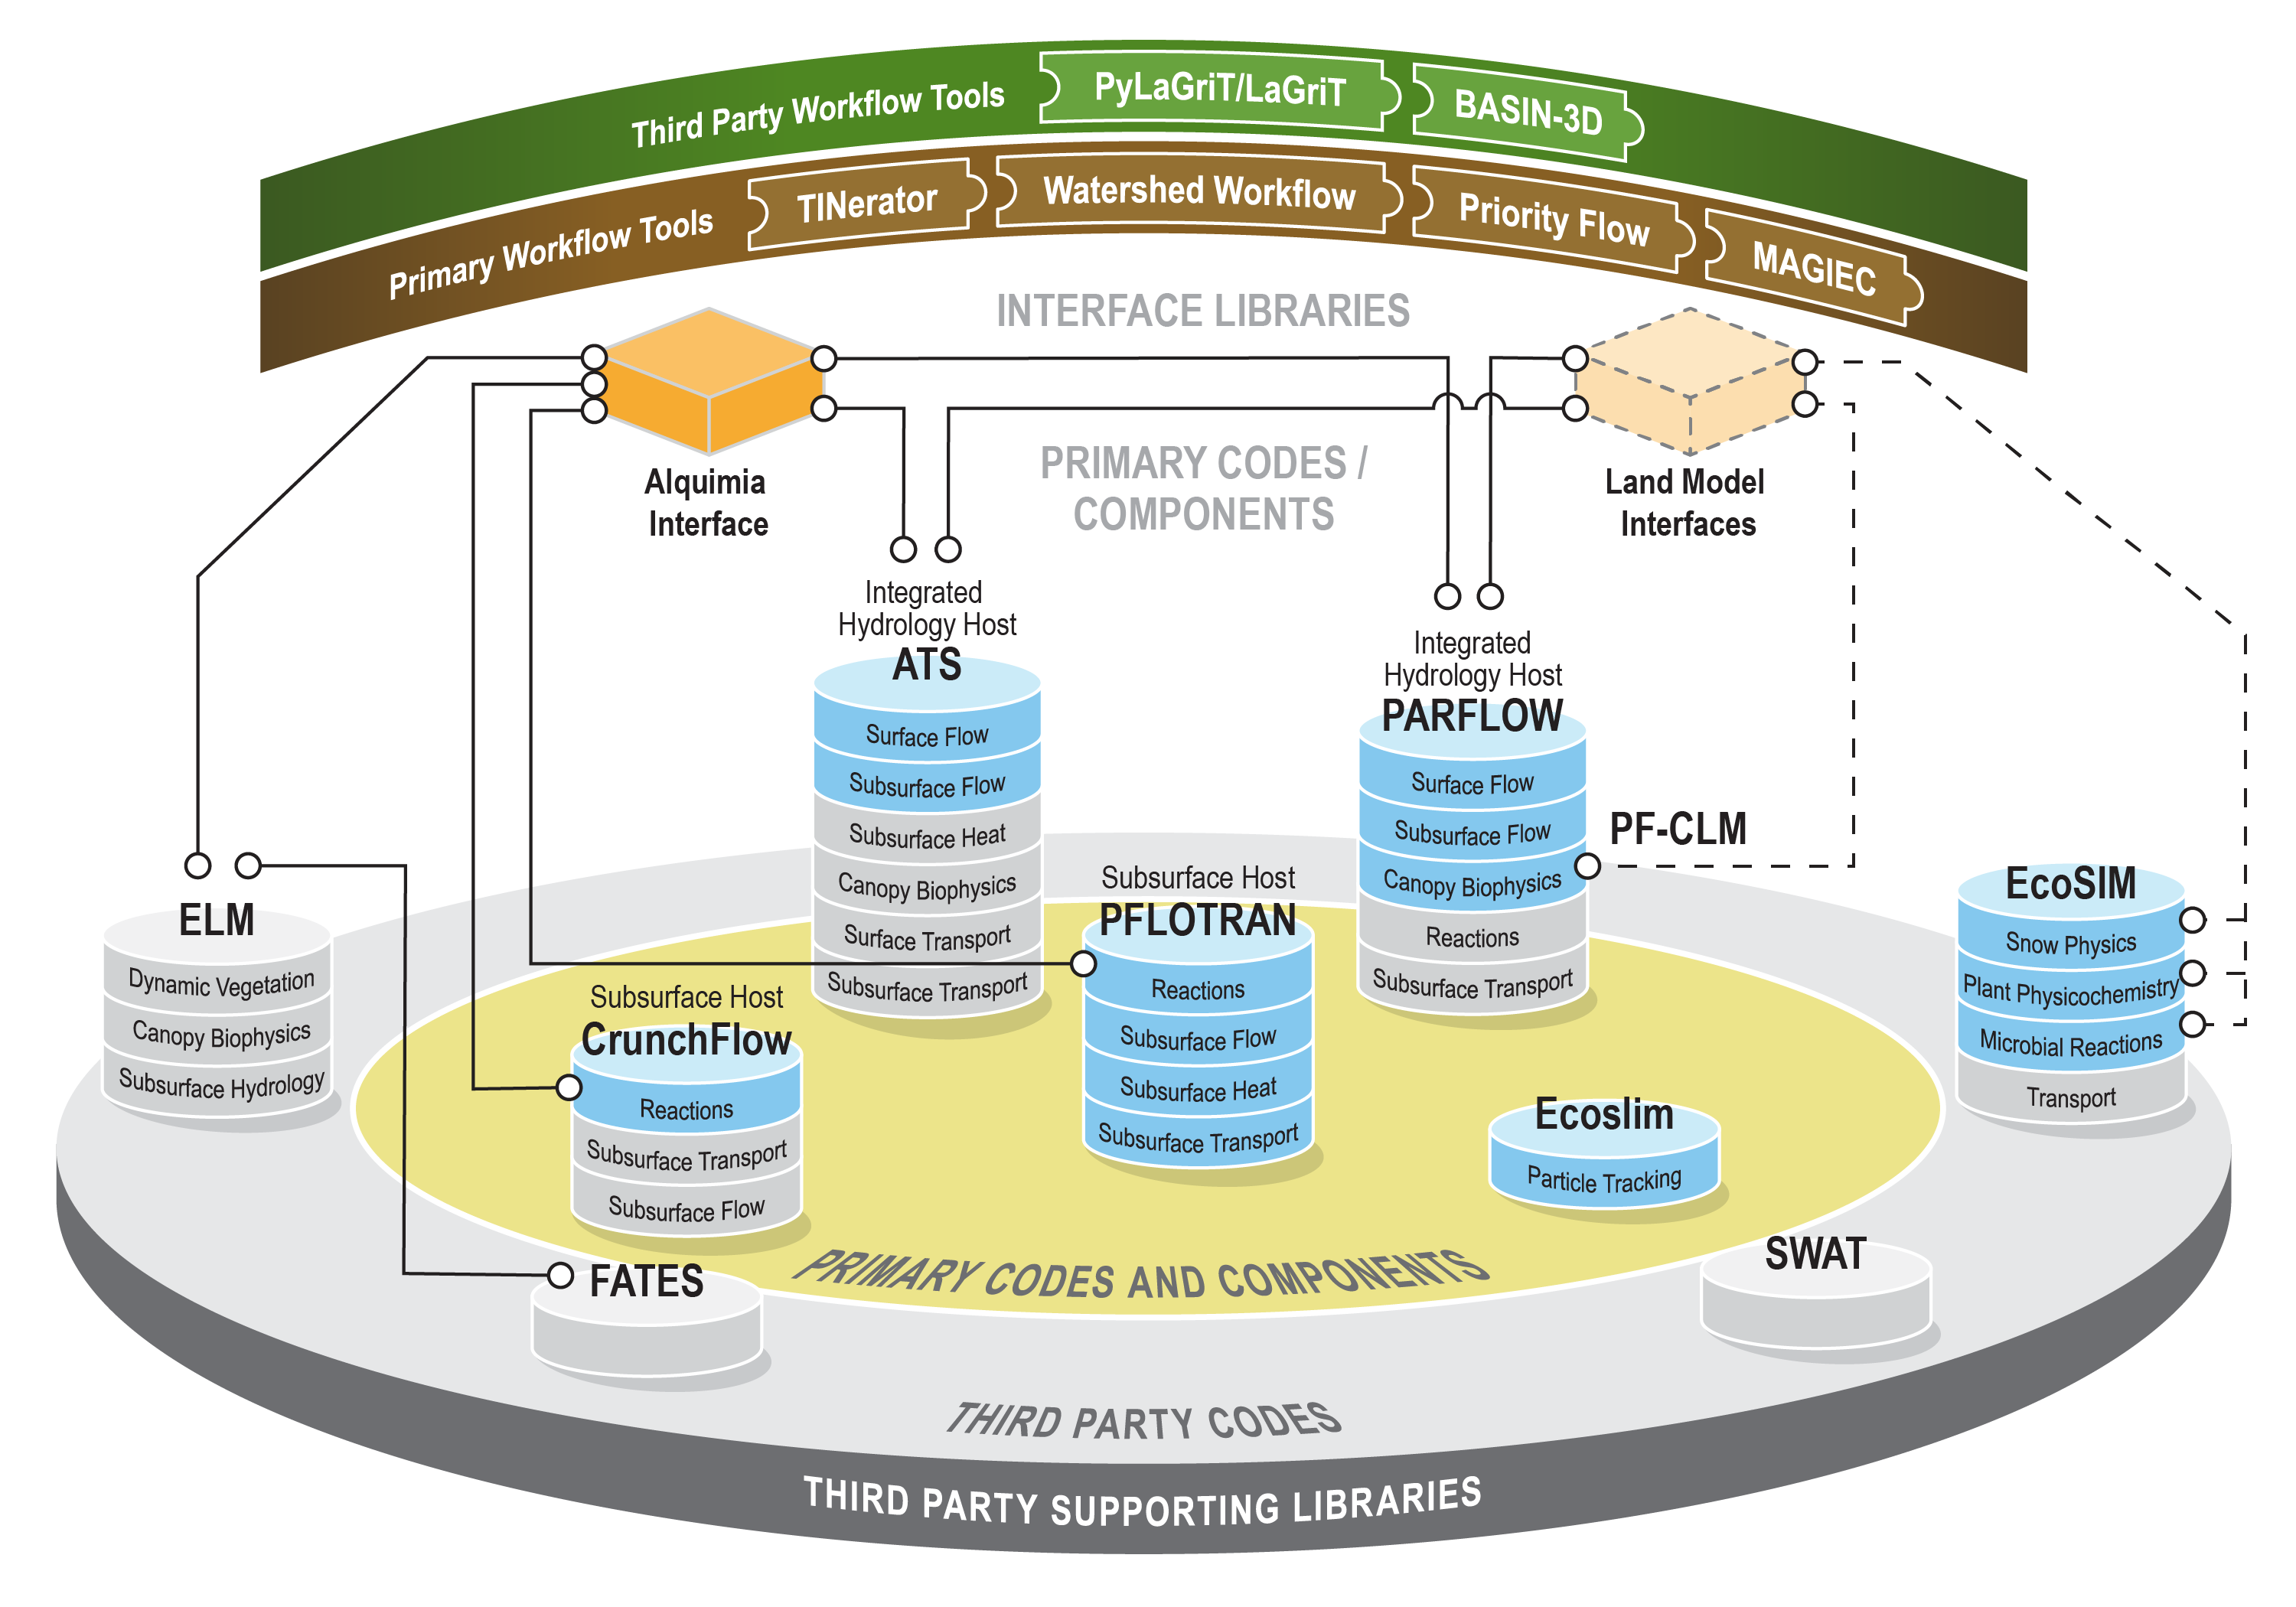 Third Party Workflow Tools
PyLaGriT/LaGriT
BASIN-3D
Primary Workflow Tools
TINerator
Watershed Workflow
Priority Flow
MAGIEC
INTERFACE LIBRARIES
Alquimia
Interface
PRIMARY CODES /
COMPONENTS
Land Model
Interfaces
Integrated
Hydrology Host
ATS
Surface Flow
Subsurface Flow
Subsurface Heat
Canopy Biophysics
Surface Transport
Subsurface Transport
Integrated
Hydrology Host
PARFLOW
Surface Flow
Subsurface Flow
Canopy Biophysics
Reactions
Subsurface Transport
PF-CLM
ELM
Dynamic Vegetation
Canopy Biophysics
Subsurface Hydrology
Subsurface Host
PFLOTRAN
Reactions
Subsurface Flow
Subsurface Heat
Subsurface Transport
EcoSIM
Snow Physics
Plant Physicochemistry
Microbial Reactions
Transport
Subsurface Host
CrunchFlow
Reactions
Subsurface Transport
Subsurface Flow
Ecoslim
Particle Tracking
FATES
SWAT
PRIMARY CODES AND COMPONENTS
THIRD PARTY CODES
THIRD PARTY SUPPORTING LIBRARIES